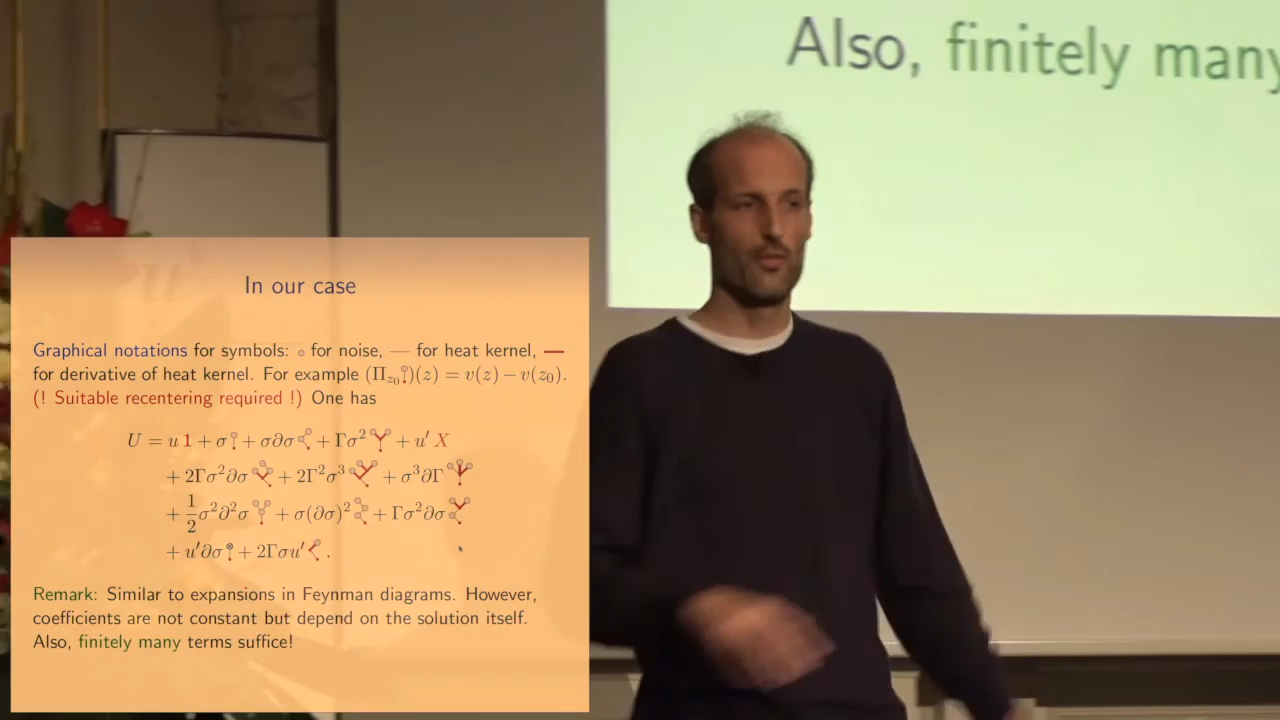 Also, finitely many
In our case
Graphical notations for symbols: ∘ for noise, — for heat kernel, —
for derivative of heat kernel. For example (Π_{z₀} )(z) = v(z) − v(z₀).
(! Suitable recentering required !) One has
U = u 1 + σ + σ∂σ + Γσ² + u′ X
+ 2Γσ²∂σ + 2Γ²σ³ + σ³∂Γ
+ 1/2 σ²∂²σ + σ(∂σ)² + Γσ²∂σ
+ u′∂σ + 2Γσu′ .
Remark: Similar to expansions in Feynman diagrams. However,
coefficients are not constant but depend on the solution itself.
Also, finitely many terms suffice!